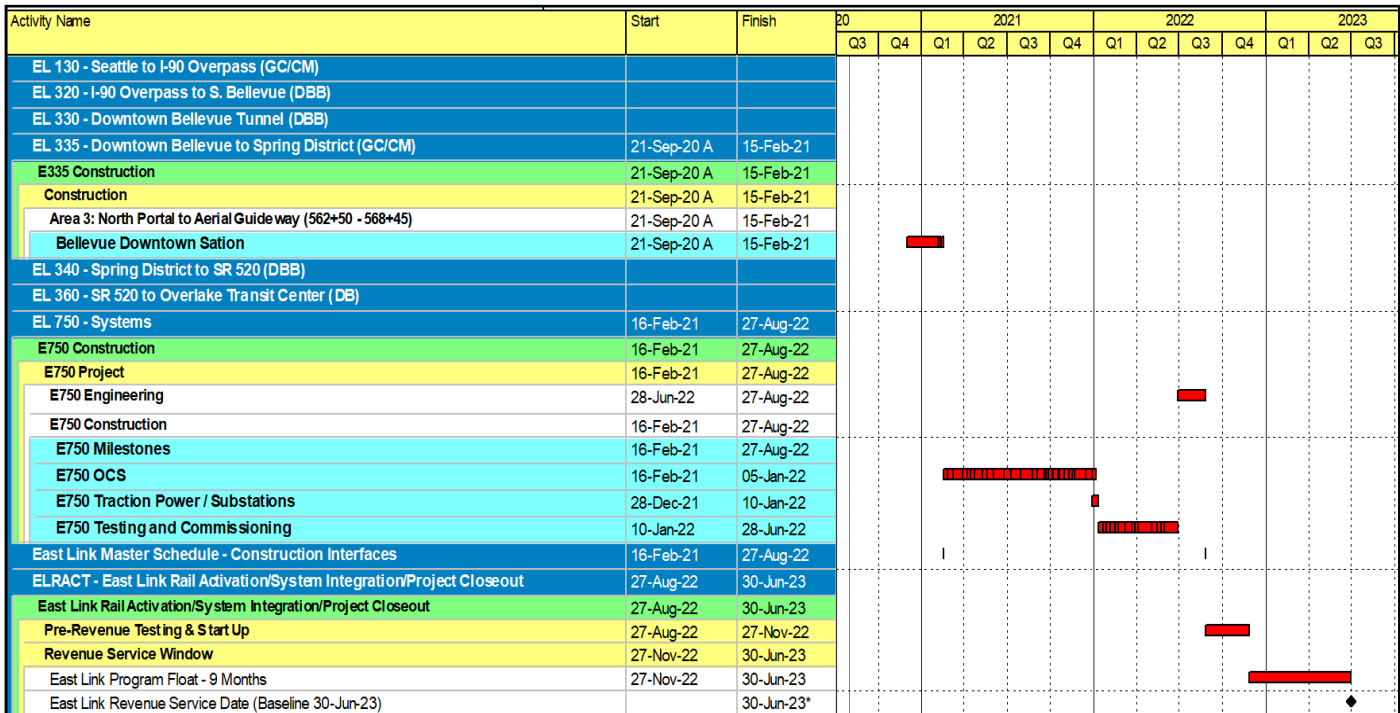 Activity Name Start Finish 20 2021 2022 2023
Q3 Q4 Q1 Q2 Q3 Q4 Q1 Q2 Q3 Q4 Q1 Q2 Q3
EL 130 - Seattle to I-90 Overpass (GC/CM)
EL 320 - I-90 Overpass to S. Bellevue (DBB)
EL 330 - Downtown Bellevue Tunnel (DBB)
EL 335 - Downtown Bellevue to Spring District (GC/CM) 21-Sep-20 A 15-Feb-21
E335 Construction 21-Sep-20 A 15-Feb-21
Construction 21-Sep-20 A 15-Feb-21
Area 3: North Portal to Aerial Guideway (562+50 - 568+45) 21-Sep-20 A 15-Feb-21
Bellevue Downtown Sation 21-Sep-20 A 15-Feb-21
EL 340 - Spring District to SR 520 (DBB)
EL 360 - SR 520 to Overlake Transit Center (DB)
EL 750 - Systems 16-Feb-21 27-Aug-22
E750 Construction 16-Feb-21 27-Aug-22
E750 Project 16-Feb-21 27-Aug-22
E750 Engineering 28-Jun-22 27-Aug-22
E750 Construction 16-Feb-21 27-Aug-22
E750 Milestones 16-Feb-21 27-Aug-22
E750 OCS 16-Feb-21 05-Jan-22
E750 Traction Power / Substations 28-Dec-21 10-Jan-22
E750 Testing and Commissioning 10-Jan-22 28-Jun-22
East Link Master Schedule - Construction Interfaces 16-Feb-21 27-Aug-22
ELRACT - East Link Rail Activation/System Integration/Project Closeout 27-Aug-22 30-Jun-23
East Link Rail Activation/System Integration/Project Closeout 27-Aug-22 30-Jun-23
Pre-Revenue Testing & Start Up 27-Aug-22 27-Nov-22
Revenue Service Window 27-Nov-22 30-Jun-23
East Link Program Float - 9 Months 27-Nov-22 30-Jun-23
East Link Revenue Service Date (Baseline 30-Jun-23) 30-Jun-23*